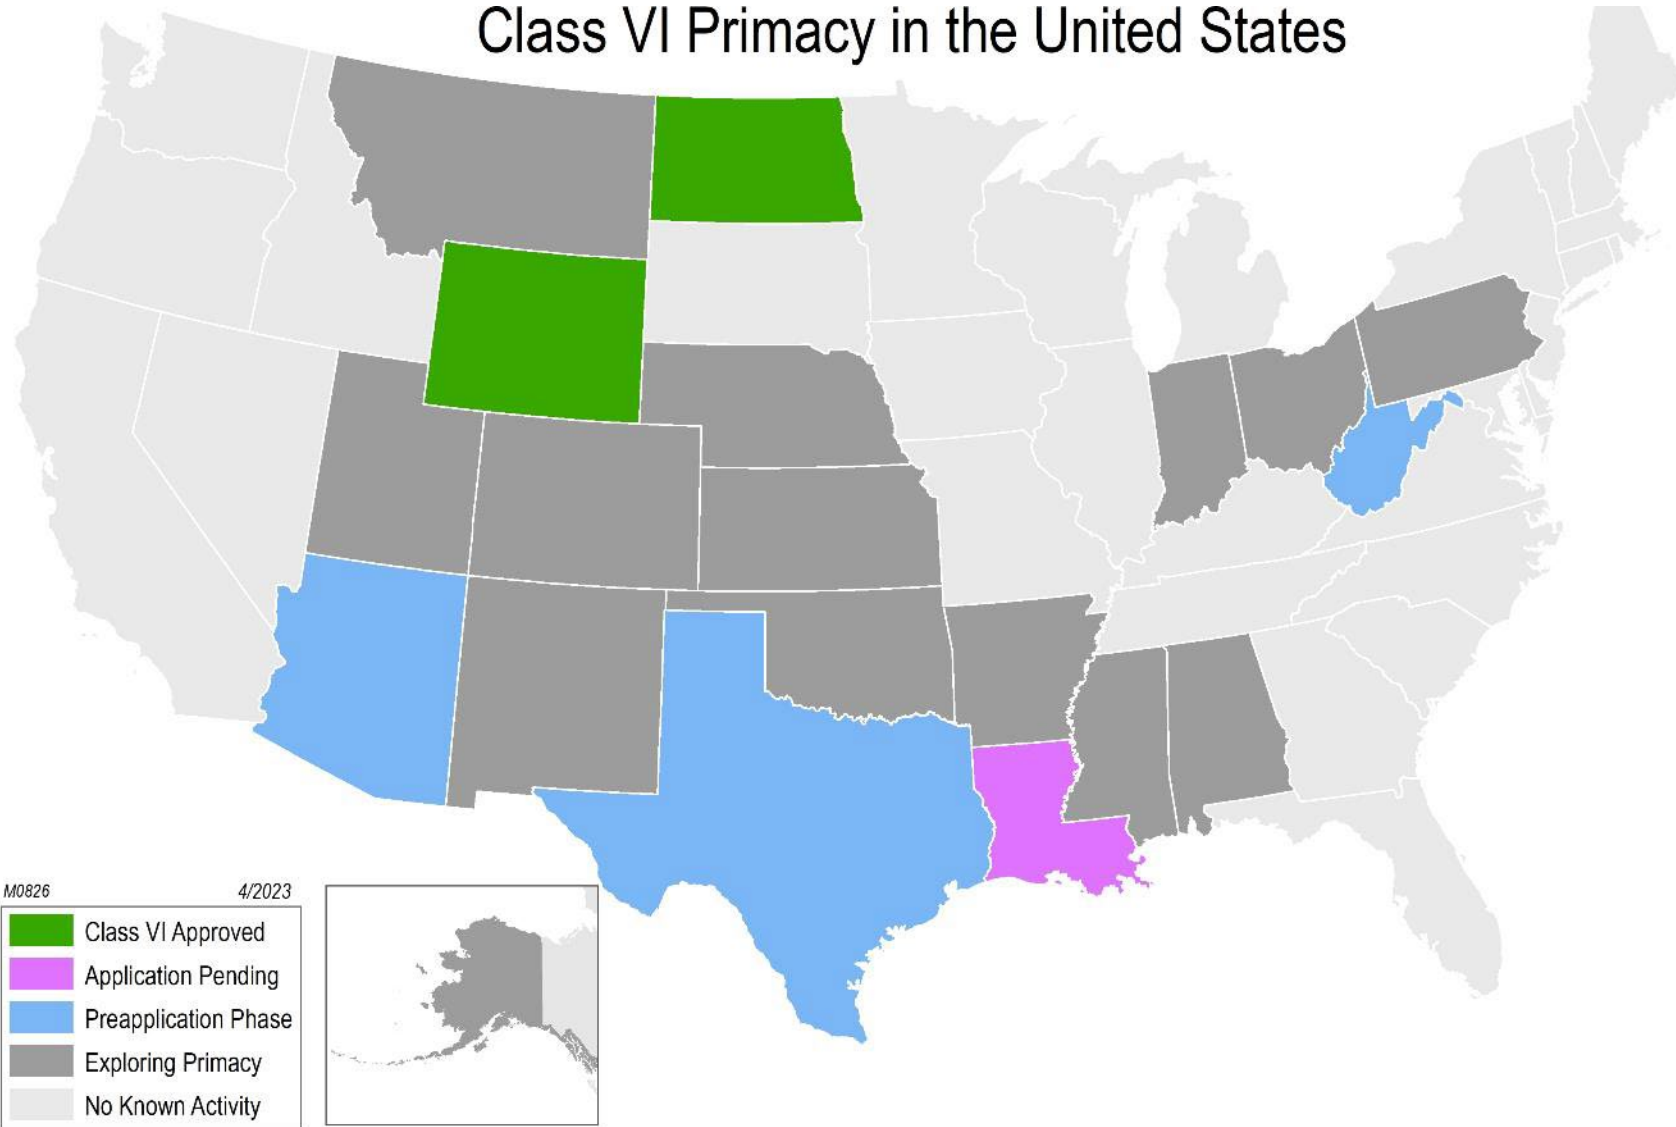 Class VI Primacy in the United States
M0826 4/2023
Class VI Approved
Application Pending
Preapplication Phase
Exploring Primacy
No Known Activity